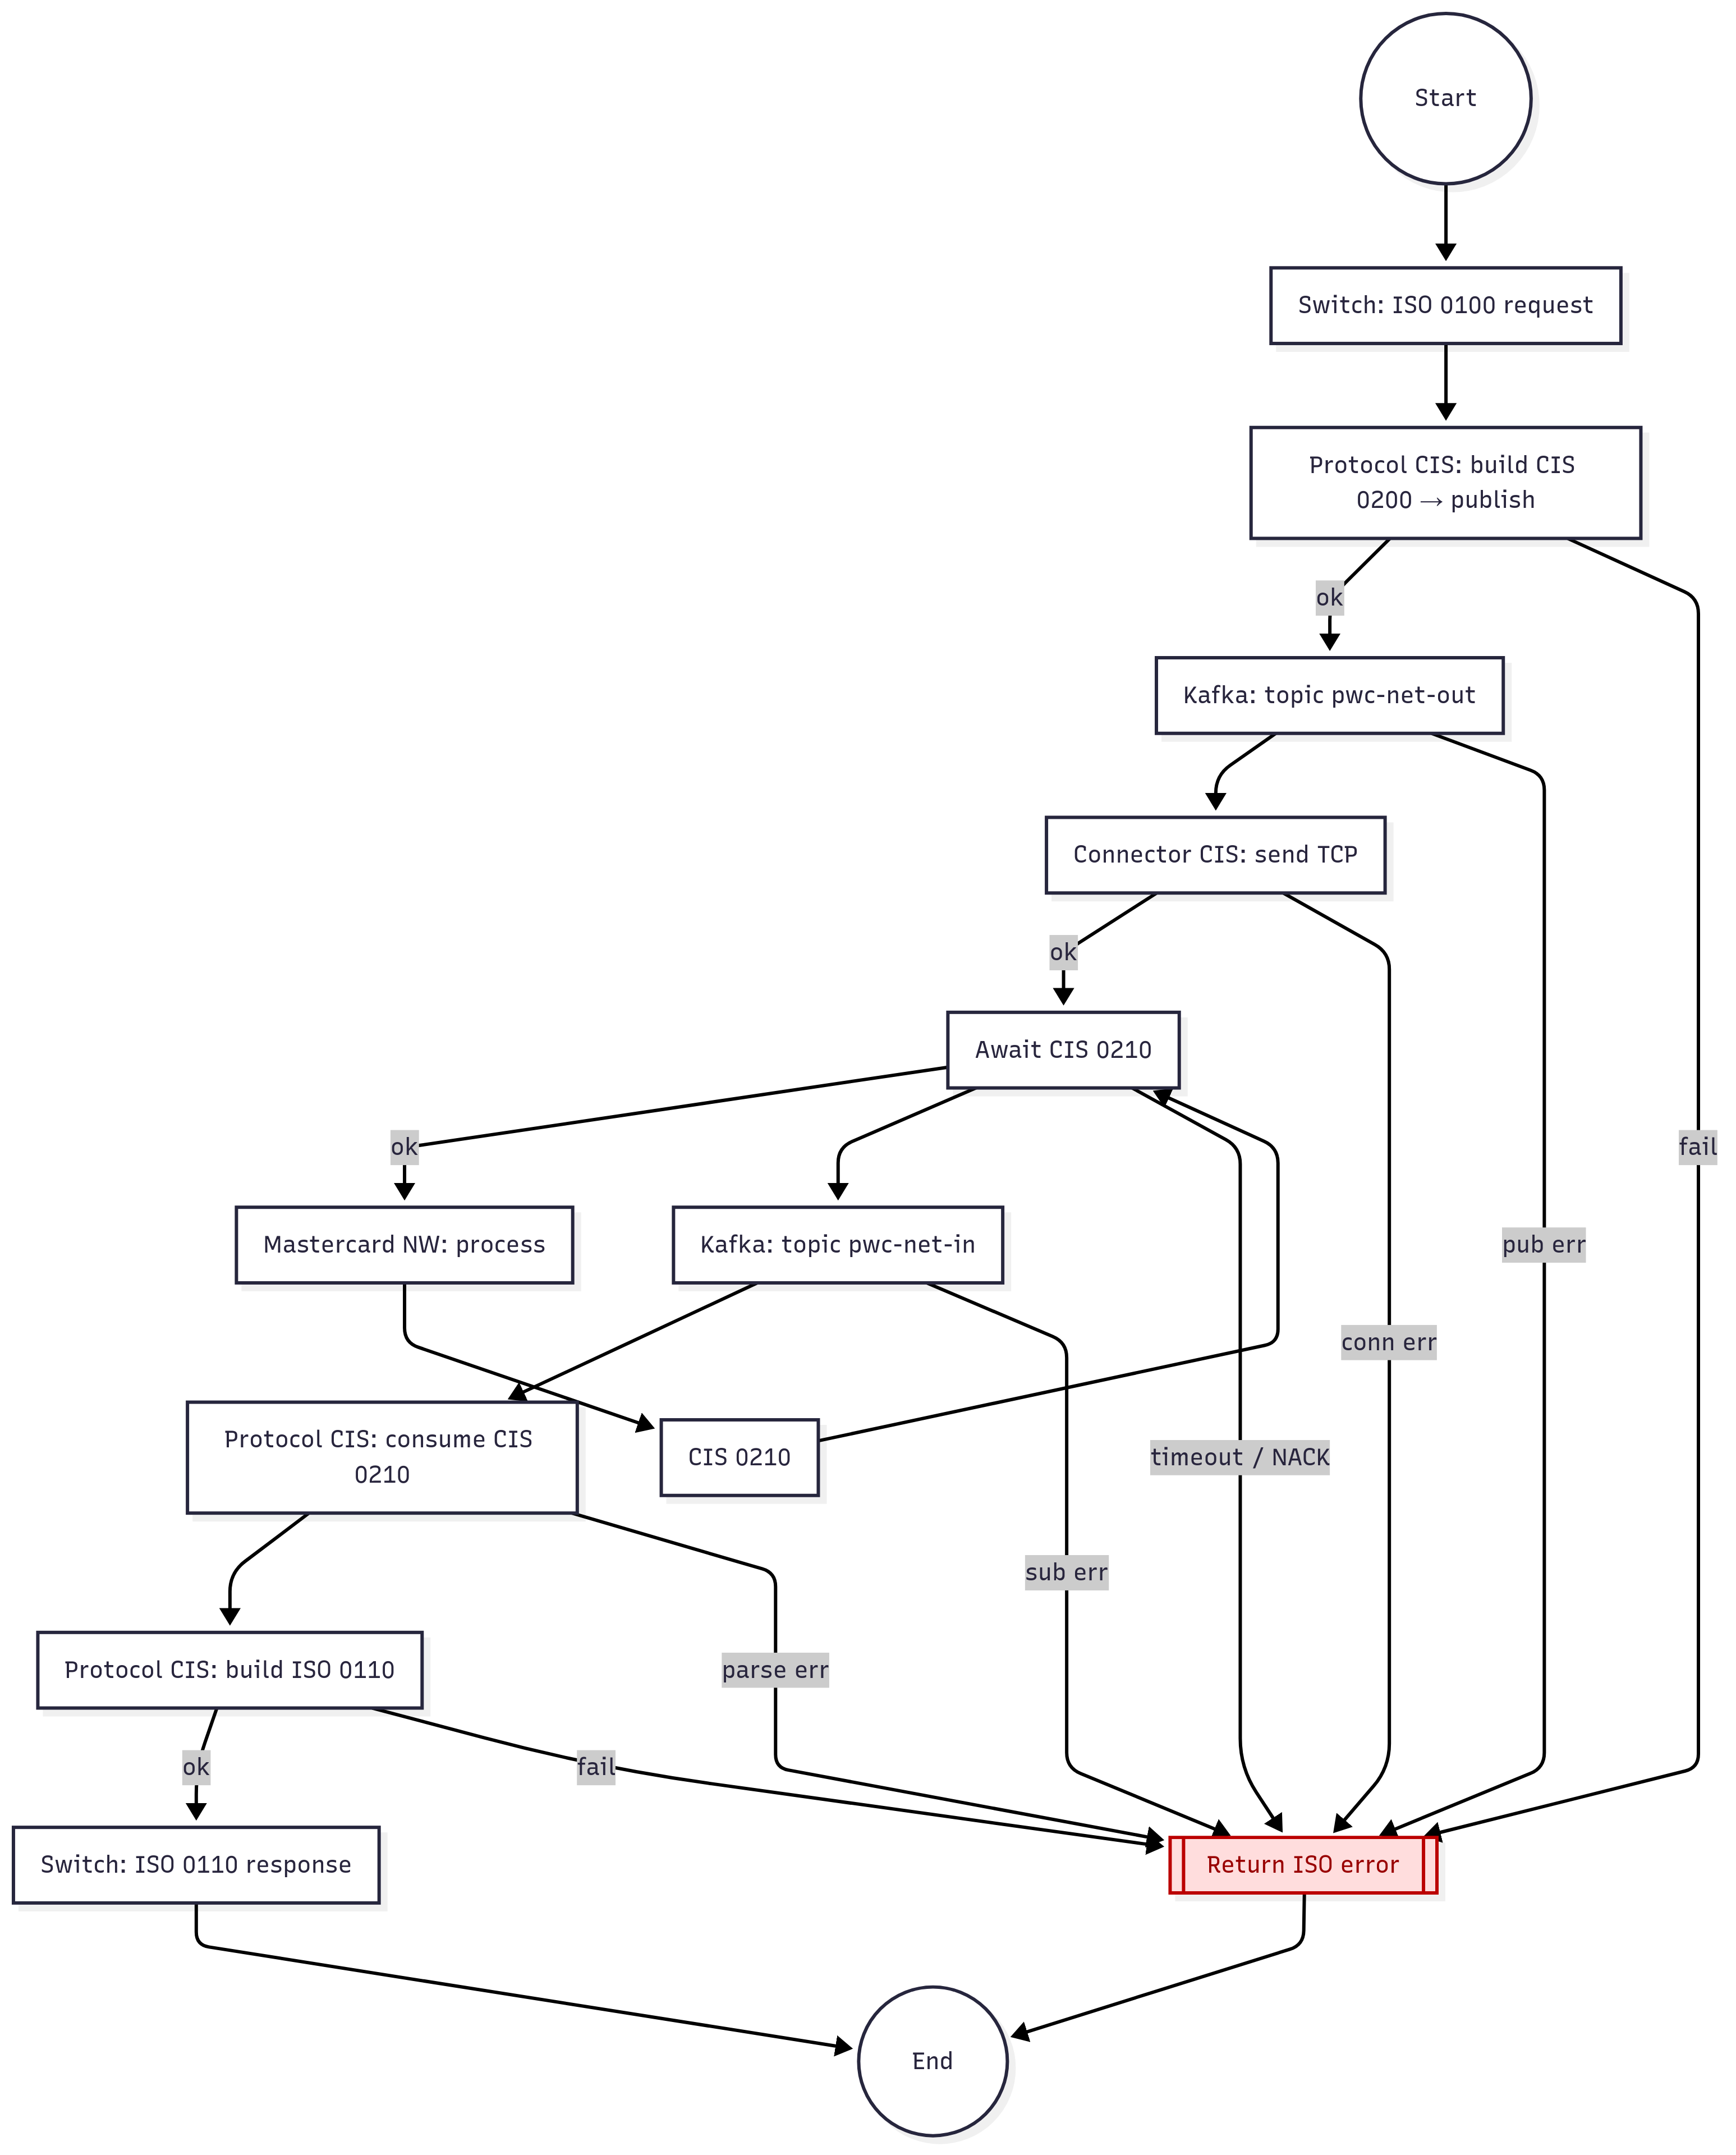 Start
Switch: ISO 0100 request
Protocol CIS: build CIS
0200 → publish
ok
Kafka: topic pwc-net-out
Connector CIS: send TCP
ok
Await CIS 0210
ok
fail
Mastercard NW: process
Kafka: topic pwc-net-in
pub err
conn err
Protocol CIS: consume CIS
0210
CIS 0210
timeout / NACK
sub err
Protocol CIS: build ISO 0110
parse err
ok
fail
Switch: ISO 0110 response
Return ISO error
End